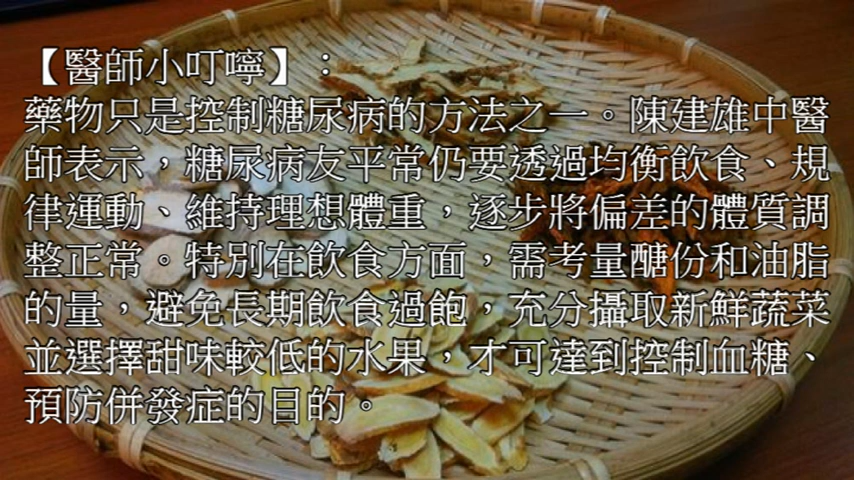 【醫師小叮嚀】：
藥物只是控制糖尿病的方法之一。陳建雄中醫
師表示，糖尿病友平常仍要透過均衡飲食、規
律運動、維持理想體重，逐步將偏差的體質調
整正常。特別在飲食方面，需考量醣份和油脂
的量，避免長期飲食過飽，充分攝取新鮮蔬菜
並選擇甜味較低的水果，才可達到控制血糖、
預防併發症的目的。